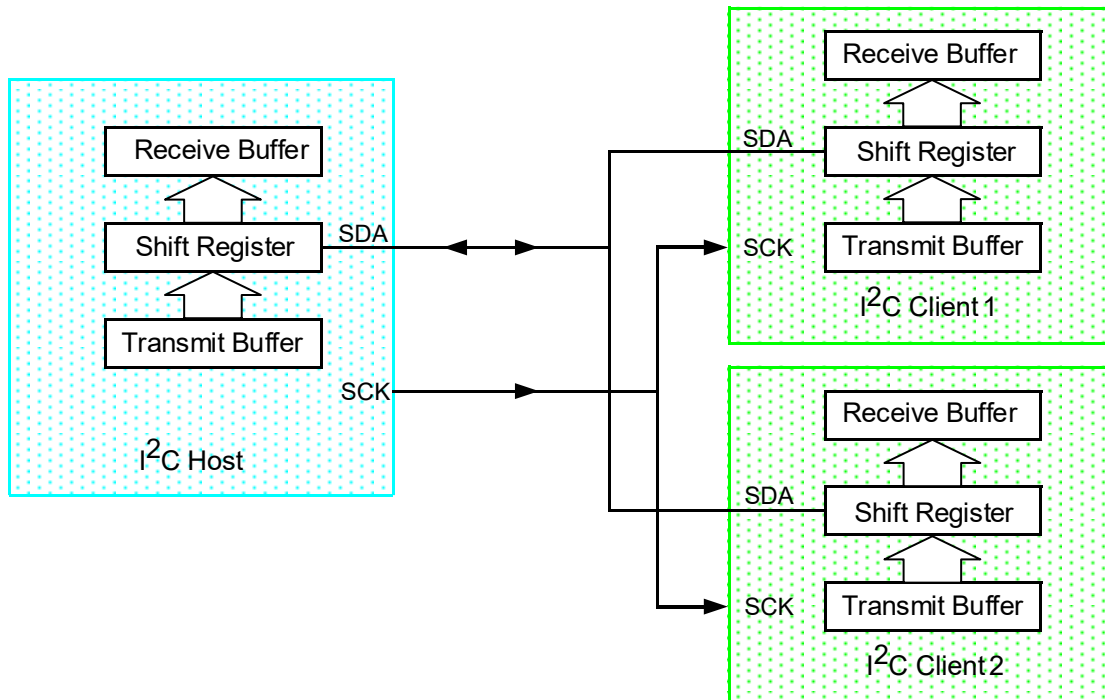 Receive Buffer
Shift Register
SDA
Transmit Buffer
SCK
I²C Host
Receive Buffer
SDA
Shift Register
SCK
Transmit Buffer
I²C Client 1
Receive Buffer
SDA
Shift Register
SCK
Transmit Buffer
I²C Client 2